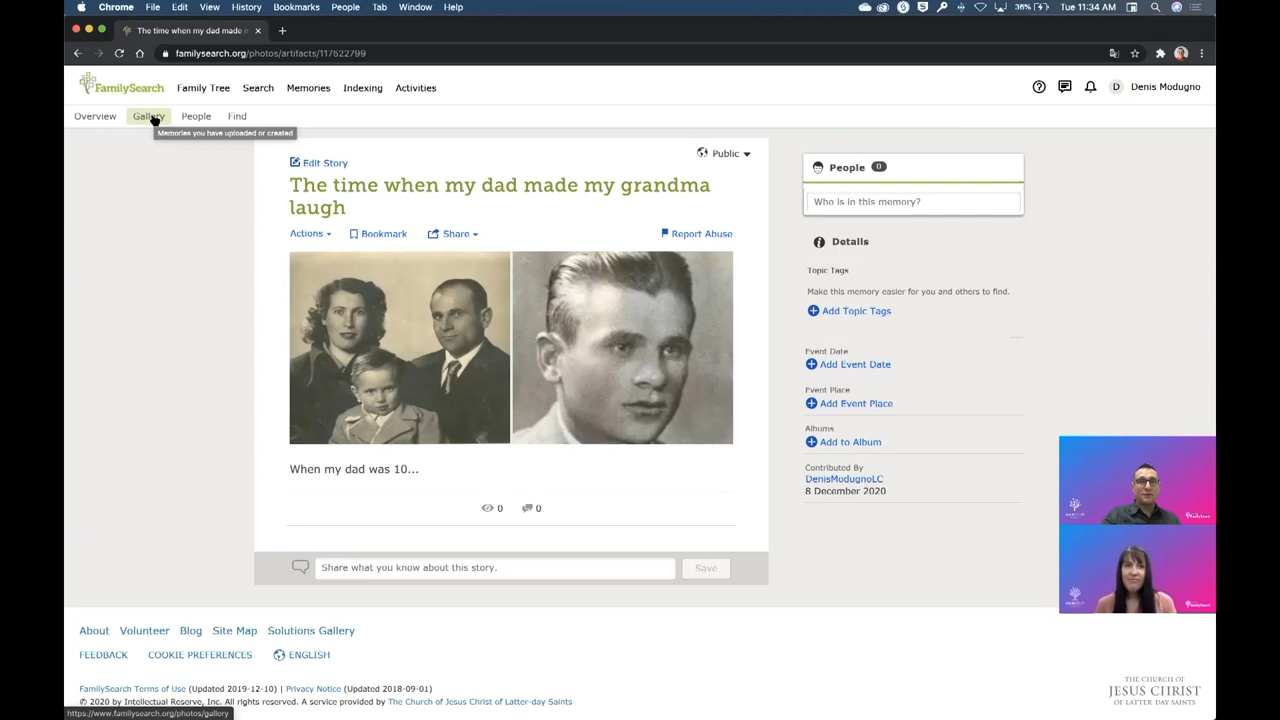 Chrome File Edit View History Bookmarks People Tab Window Help 36% Tue 11:34 AM
The time when my dad made m
familysearch.org/photos/artifacts/117522799
FamilySearch Family Tree Search Memories Indexing Activities D Denis Modugno
Overview Gallery People Find
Memories you have uploaded or created
Public
People 0
Edit Story
The time when my dad made my grandma
laugh
Who is in this memory?
Actions Bookmark Share Report Abuse
Details
Topic Tags
Make this memory easier for you and others to find.
Add Topic Tags
Event Date
Add Event Date
Event Place
Add Event Place
Albums
Add to Album
When my dad was 10...
Contributed By
DenisModugnoLC
8 December 2020
0 0
Share what you know about this story. Save
About Volunteer Blog Site Map Solutions Gallery
FEEDBACK COOKIE PREFERENCES ENGLISH
FamilySearch Terms of Use (Updated 2019-12-10) | Privacy Notice (Updated 2018-09-01)
© 2020 by Intellectual Reserve, Inc. All rights reserved. A service provided by The Church of Jesus Christ of Latter-day Saints
THE CHURCH OF
JESUS CHRIST
OF LATTER-DAY SAINTS
https://www.familysearch.org/photos/gallery